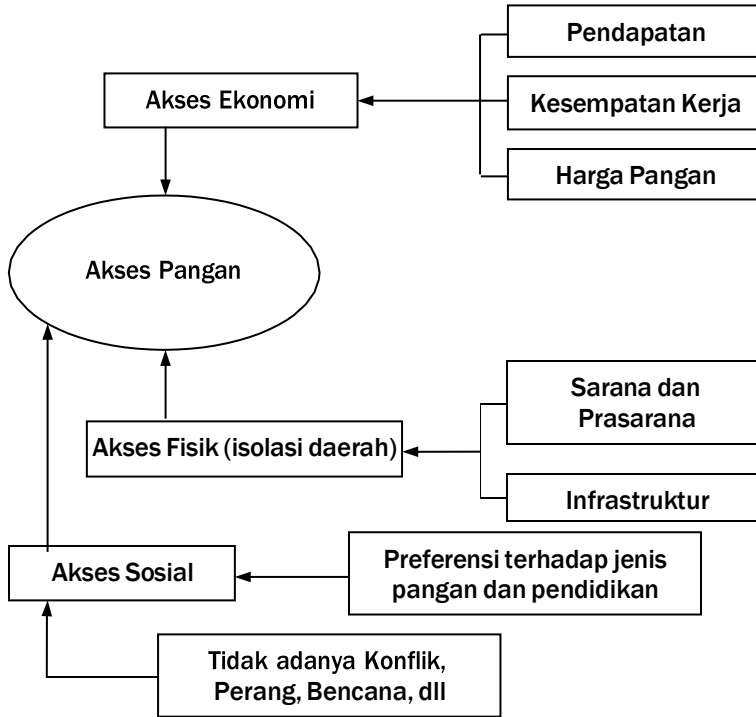 Pendapatan
Akses Ekonomi
Kesempatan Kerja
Harga Pangan
Akses Pangan
Sarana dan
Prasarana
Akses Fisik (isolasi daerah)
Infrastruktur
Akses Sosial
Preferensi terhadap jenis
pangan dan pendidikan
Tidak adanya Konflik,
Perang, Bencana, dll